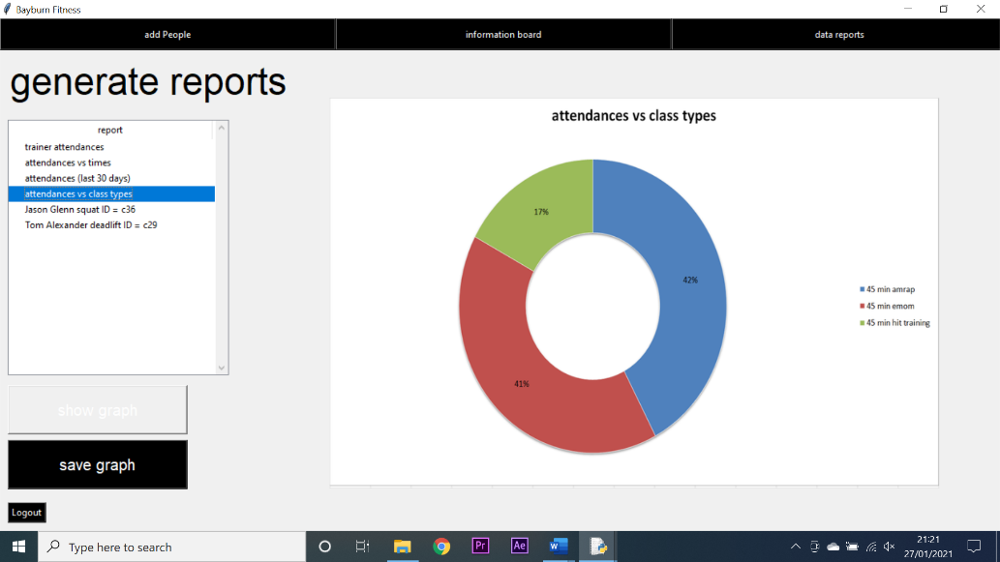 Bayburn Fitness
add People
information board
data reports
generate reports
report
trainer attendances
attendances vs times
attendances (last 30 days)
attendances vs class types
Jason Glenn squat ID = c36
Tom Alexander deadlift ID = c29
show graph
save graph
Logout
attendances vs class types
17%
42%
41%
45 min amrap
45 min emom
45 min hit training
Type here to search
Pr
Ae
21:21
27/01/2021